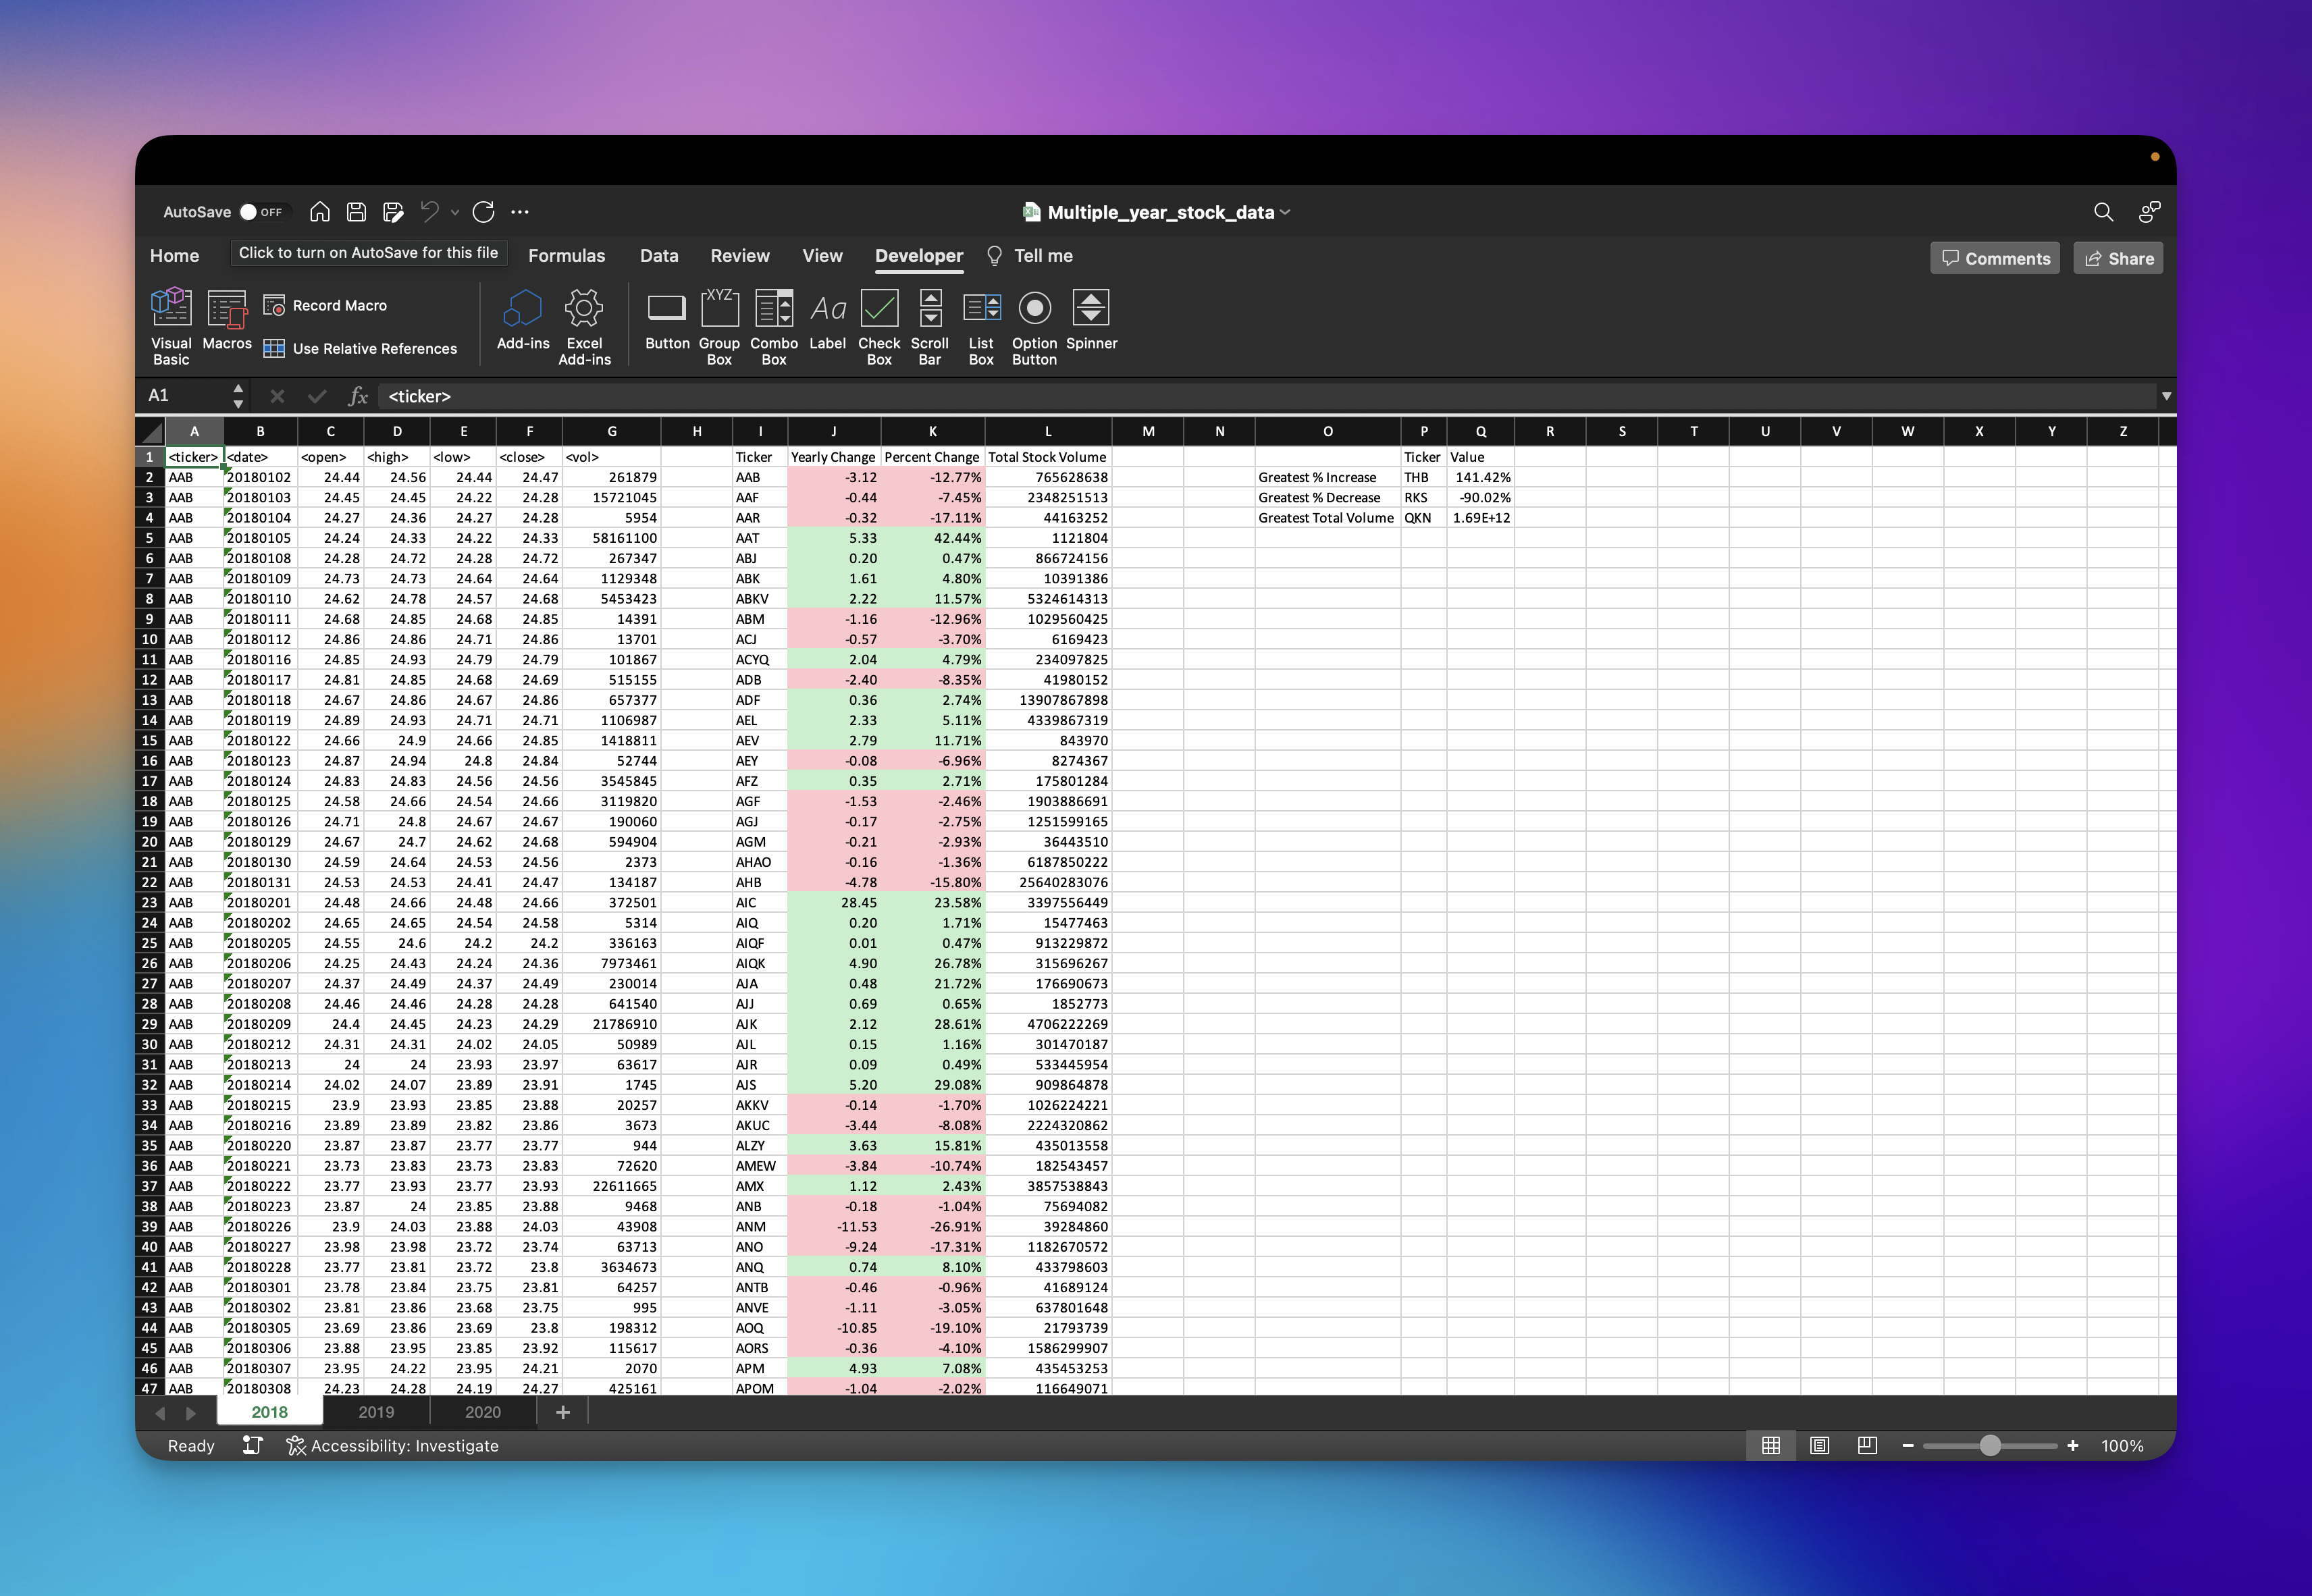 AutoSave OFF Multiple_year_stock_data
Home Click to turn on AutoSave for this file Formulas Data Review View Developer Tell me Comments Share
Visual Basic Macros Record Macro Use Relative References Add-ins Excel Add-ins XYZ Button Group Box Combo Box Aa Label Check Box Scroll Bar List Box Option Button Spinner
A1 fx <ticker>
A B C D E F G H I J K L M N O P Q R S T U V W X Y Z
1 <ticker> <date> <open> <high> <low> <close> <vol> Ticker Yearly Change Percent Change Total Stock Volume Ticker Value
2 AAB 20180102 24.44 24.56 24.44 24.47 261879 AAB -3.12 -12.77% 765628638 Greatest % Increase THB 141.42%
3 AAB 20180103 24.45 24.45 24.22 24.28 15721045 AAF -0.44 -7.45% 2348251513 Greatest % Decrease RKS -90.02%
4 AAB 20180104 24.27 24.36 24.27 24.28 5954 AAR -0.32 -17.11% 44163252 Greatest Total Volume QKN 1.69E+12
5 AAB 20180105 24.24 24.33 24.22 24.33 58161100 AAT 5.33 42.44% 1121804
6 AAB 20180108 24.28 24.72 24.28 24.72 267347 ABJ 0.20 0.47% 866724156
7 AAB 20180109 24.73 24.73 24.64 24.64 1129348 ABK 1.61 4.80% 10391386
8 AAB 20180110 24.62 24.78 24.57 24.68 5453423 ABKV 2.22 11.57% 5324614313
9 AAB 20180111 24.68 24.85 24.68 24.85 14391 ABM -1.16 -12.96% 1029560425
10 AAB 20180112 24.86 24.86 24.71 24.86 13701 ACJ -0.57 -3.70% 6169423
11 AAB 20180116 24.85 24.93 24.79 24.79 101867 ACYQ 2.04 4.79% 234097825
12 AAB 20180117 24.81 24.85 24.68 24.69 515155 ADB -2.40 -8.35% 41980152
13 AAB 20180118 24.67 24.86 24.67 24.86 657377 ADF 0.36 2.74% 13907867898
14 AAB 20180119 24.89 24.93 24.71 24.71 1106987 AEL 2.33 5.11% 4339867319
15 AAB 20180122 24.66 24.9 24.66 24.85 1418811 AEV 2.79 11.71% 843970
16 AAB 20180123 24.87 24.94 24.8 24.84 52744 AEY -0.08 -6.96% 8274367
17 AAB 20180124 24.83 24.83 24.56 24.56 3545845 AFZ 0.35 2.71% 175801284
18 AAB 20180125 24.58 24.66 24.54 24.66 3119820 AGF -1.53 -2.46% 1903886691
19 AAB 20180126 24.71 24.8 24.67 24.67 190060 AGJ -0.17 -2.75% 1251599165
20 AAB 20180129 24.67 24.7 24.62 24.68 594904 AGM -0.21 -2.93% 36443510
21 AAB 20180130 24.59 24.64 24.53 24.56 2373 AHAO -0.16 -1.36% 6187850222
22 AAB 20180131 24.53 24.53 24.41 24.47 134187 AHB -4.78 -15.80% 25640283076
23 AAB 20180201 24.48 24.66 24.48 24.66 372501 AIC 28.45 23.58% 3397556449
24 AAB 20180202 24.65 24.65 24.54 24.58 5314 AIQ 0.20 1.71% 15477463
25 AAB 20180205 24.55 24.6 24.2 24.2 336163 AIQF 0.01 0.47% 913229872
26 AAB 20180206 24.25 24.43 24.24 24.36 7973461 AIQK 4.90 26.78% 315696267
27 AAB 20180207 24.37 24.49 24.37 24.49 230014 AJA 0.48 21.72% 176690673
28 AAB 20180208 24.46 24.46 24.28 24.28 641540 AJJ 0.69 0.65% 1852773
29 AAB 20180209 24.4 24.45 24.23 24.29 21786910 AJK 2.12 28.61% 4706222269
30 AAB 20180212 24.31 24.31 24.02 24.05 50989 AJL 0.15 1.16% 301470187
31 AAB 20180213 24 24 23.93 23.97 63617 AJR 0.09 0.49% 533445954
32 AAB 20180214 24.02 24.07 23.89 23.91 1745 AJS 5.20 29.08% 909864878
33 AAB 20180215 23.9 23.93 23.85 23.88 20257 AKKV -0.14 -1.70% 1026224221
34 AAB 20180216 23.89 23.89 23.82 23.86 3673 AKUC -3.44 -8.08% 2224320862
35 AAB 20180220 23.87 23.87 23.77 23.77 944 ALZY 3.63 15.81% 435013558
36 AAB 20180221 23.73 23.83 23.73 23.83 72620 AMEW -3.84 -10.74% 182543457
37 AAB 20180222 23.77 23.93 23.77 23.93 22611665 AMX 1.12 2.43% 3857538843
38 AAB 20180223 23.87 24 23.85 23.88 9468 ANB -0.18 -1.04% 75694082
39 AAB 20180226 23.9 24.03 23.88 24.03 43908 ANM -11.53 -26.91% 39284860
40 AAB 20180227 23.98 23.98 23.72 23.74 63713 ANO -9.24 -17.31% 1182670572
41 AAB 20180228 23.77 23.81 23.72 23.8 3634673 ANQ 0.74 8.10% 433798603
42 AAB 20180301 23.78 23.84 23.75 23.81 64257 ANTB -0.46 -0.96% 41689124
43 AAB 20180302 23.81 23.86 23.68 23.75 995 ANVE -1.11 -3.05% 637801648
44 AAB 20180305 23.69 23.86 23.69 23.8 198312 AOQ -10.85 -19.10% 21793739
45 AAB 20180306 23.88 23.95 23.85 23.92 115617 AORS -0.36 -4.10% 1586299907
46 AAB 20180307 23.95 24.22 23.95 24.21 2070 APM 4.93 7.08% 435453253
47 AAB 20180308 24.23 24.28 24.19 24.27 425161 APOM -1.04 -2.02% 116649071
2018 2019 2020 +
Ready Accessibility: Investigate 100%